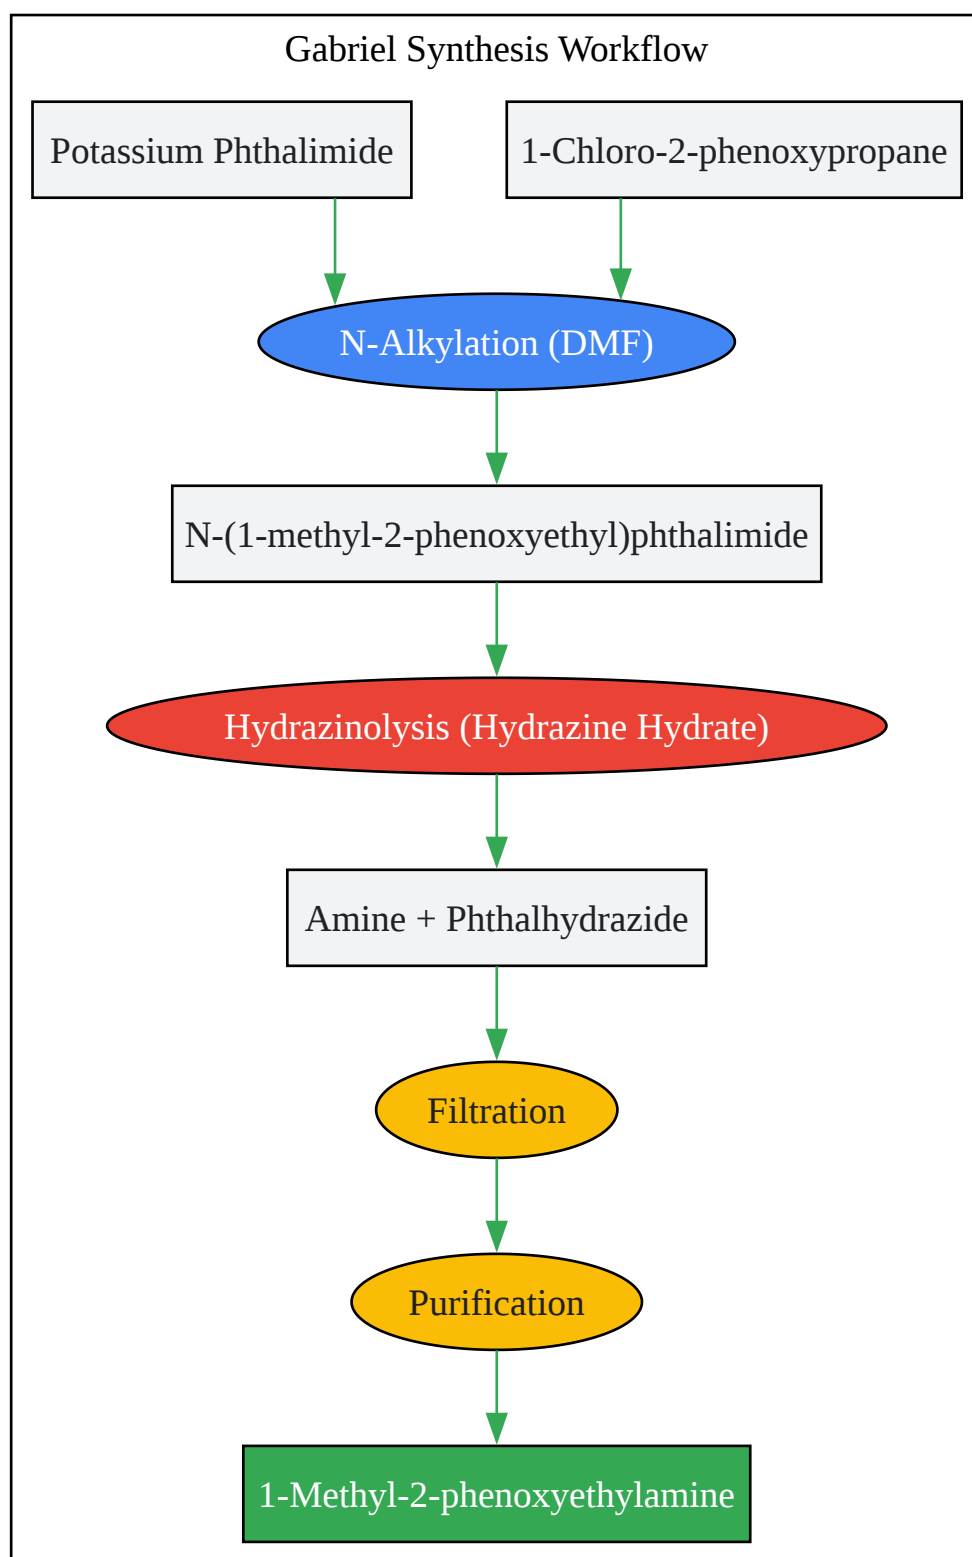 Gabriel Synthesis Workflow
Potassium Phthalimide
1-Chloro-2-phenoxypropane
N-Alkylation (DMF)
N-(1-methyl-2-phenoxyethyl)phthalimide
Hydrazinolysis (Hydrazine Hydrate)
Amine + Phthalhydrazide
Filtration
Purification
1-Methyl-2-phenoxyethylamine